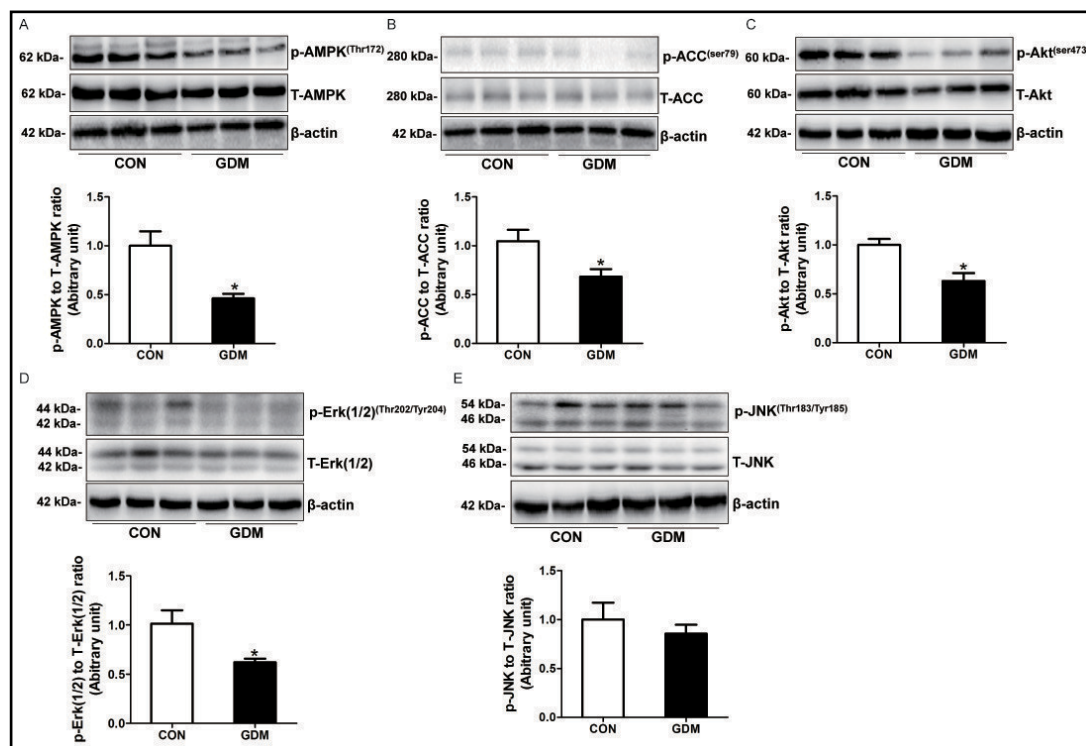 A
62 kDa-
p-AMPK(Thr172)
62 kDa-
T-AMPK
42 kDa-
β-actin
CON
GDM
p-AMPK to T-AMPK ratio
(Abitrary unit)
1.5
1.0
0.5
0.0
*
CON
GDM
B
280 kDa-
p-ACC(ser79)
280 kDa-
T-ACC
42 kDa-
β-actin
CON
GDM
p-ACC to T-ACC ratio
(Abitrary unit)
1.5
1.0
0.5
0.0
*
CON
GDM
C
60 kDa-
p-Akt(ser473)
60 kDa-
T-Akt
42 kDa-
β-actin
CON
GDM
p-Akt to T-Akt ratio
(Abitrary unit)
1.5
1.0
0.5
0.0
*
CON
GDM
D
44 kDa-
42 kDa-
p-Erk(1/2)(Thr202/Tyr204)
44 kDa-
42 kDa-
T-Erk(1/2)
42 kDa-
β-actin
CON
GDM
p-Erk(1/2) to T-Erk(1/2) ratio
(Abitrary unit)
1.5
1.0
0.5
0.0
*
CON
GDM
E
54 kDa-
46 kDa-
p-JNK(Thr183/Tyr185)
54 kDa-
46 kDa-
T-JNK
42 kDa-
β-actin
CON
GDM
p-JNK to T-JNK ratio
(Abitrary unit)
1.5
1.0
0.5
0.0
CON
GDM